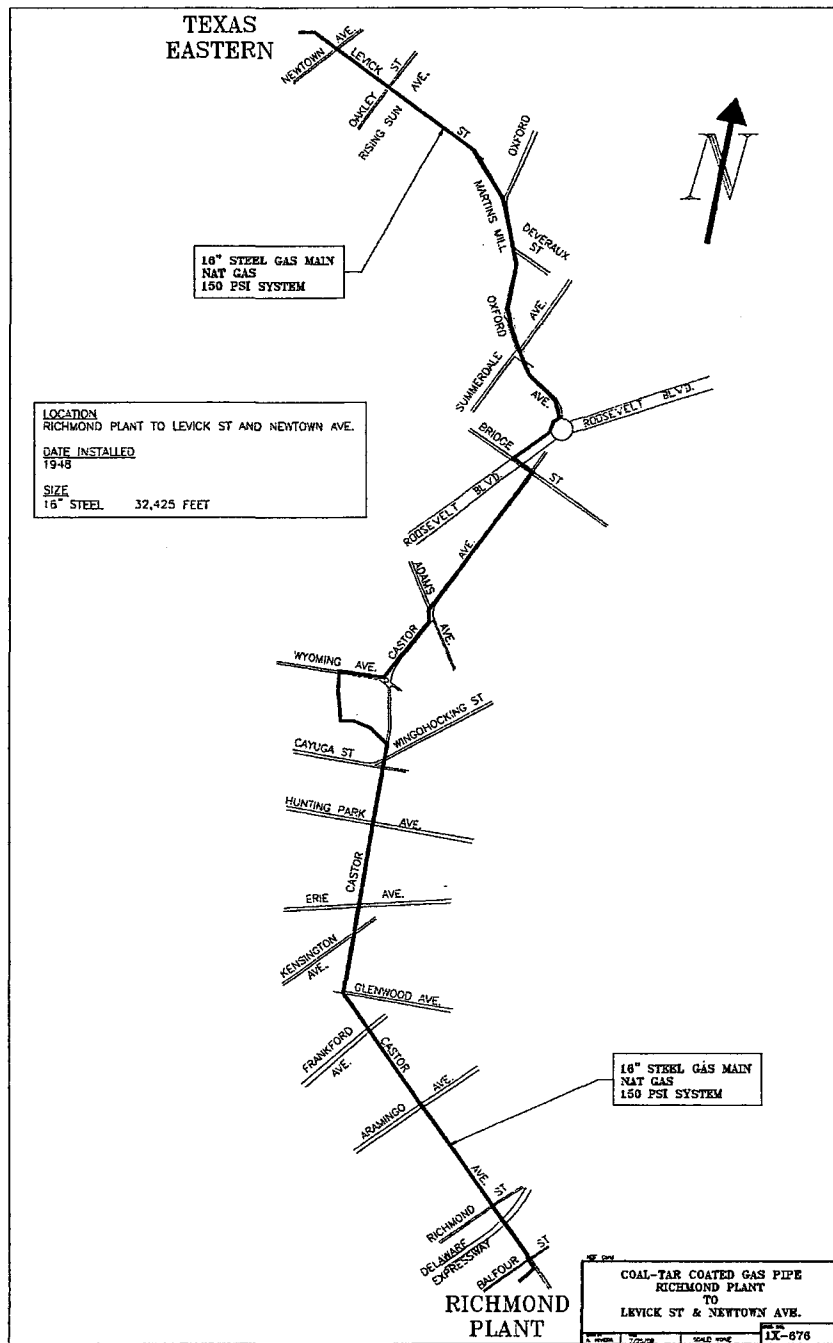 TEXAS
EASTERN
NEWTOWN AVE.
LEVICK ST
OAKLEY ST
RISING SUN AVE.
OXFORD
MARTINS MILL
DEVERAUX
ST
16" STEEL GAS MAIN
NAT GAS
150 PSI SYSTEM
OXFORD AVE.
SUMMERDALE AVE.
ROOSEVELT BLVD.
BRIDGE ST
LOCATION
RICHMOND PLANT TO LEVICK ST AND NEWTOWN AVE.
DATE INSTALLED
1948
SIZE
16" STEEL 32,425 FEET
ROOSEVELT BLVD.
AVE.
ADAMS AVE.
CASTOR
WYOMING AVE.
WINGOHOCKING ST
CAYUGA ST
HUNTING PARK AVE.
CASTOR
ERIE AVE.
KENSINGTON
AVE.
GLENWOOD AVE.
FRANKFORD
AVE.
CASTOR AVE.
ARAMINGO AVE.
16" STEEL GAS MAIN
NAT GAS
150 PSI SYSTEM
RICHMOND ST
DELAWARE
EXPRESSWAY
BALFOUR ST
RICHMOND
PLANT
N
COAL-TAR COATED GAS PIPE
RICHMOND PLANT
TO
LEVICK ST & NEWTOWN AVE.
SCALE NONE
1X-676